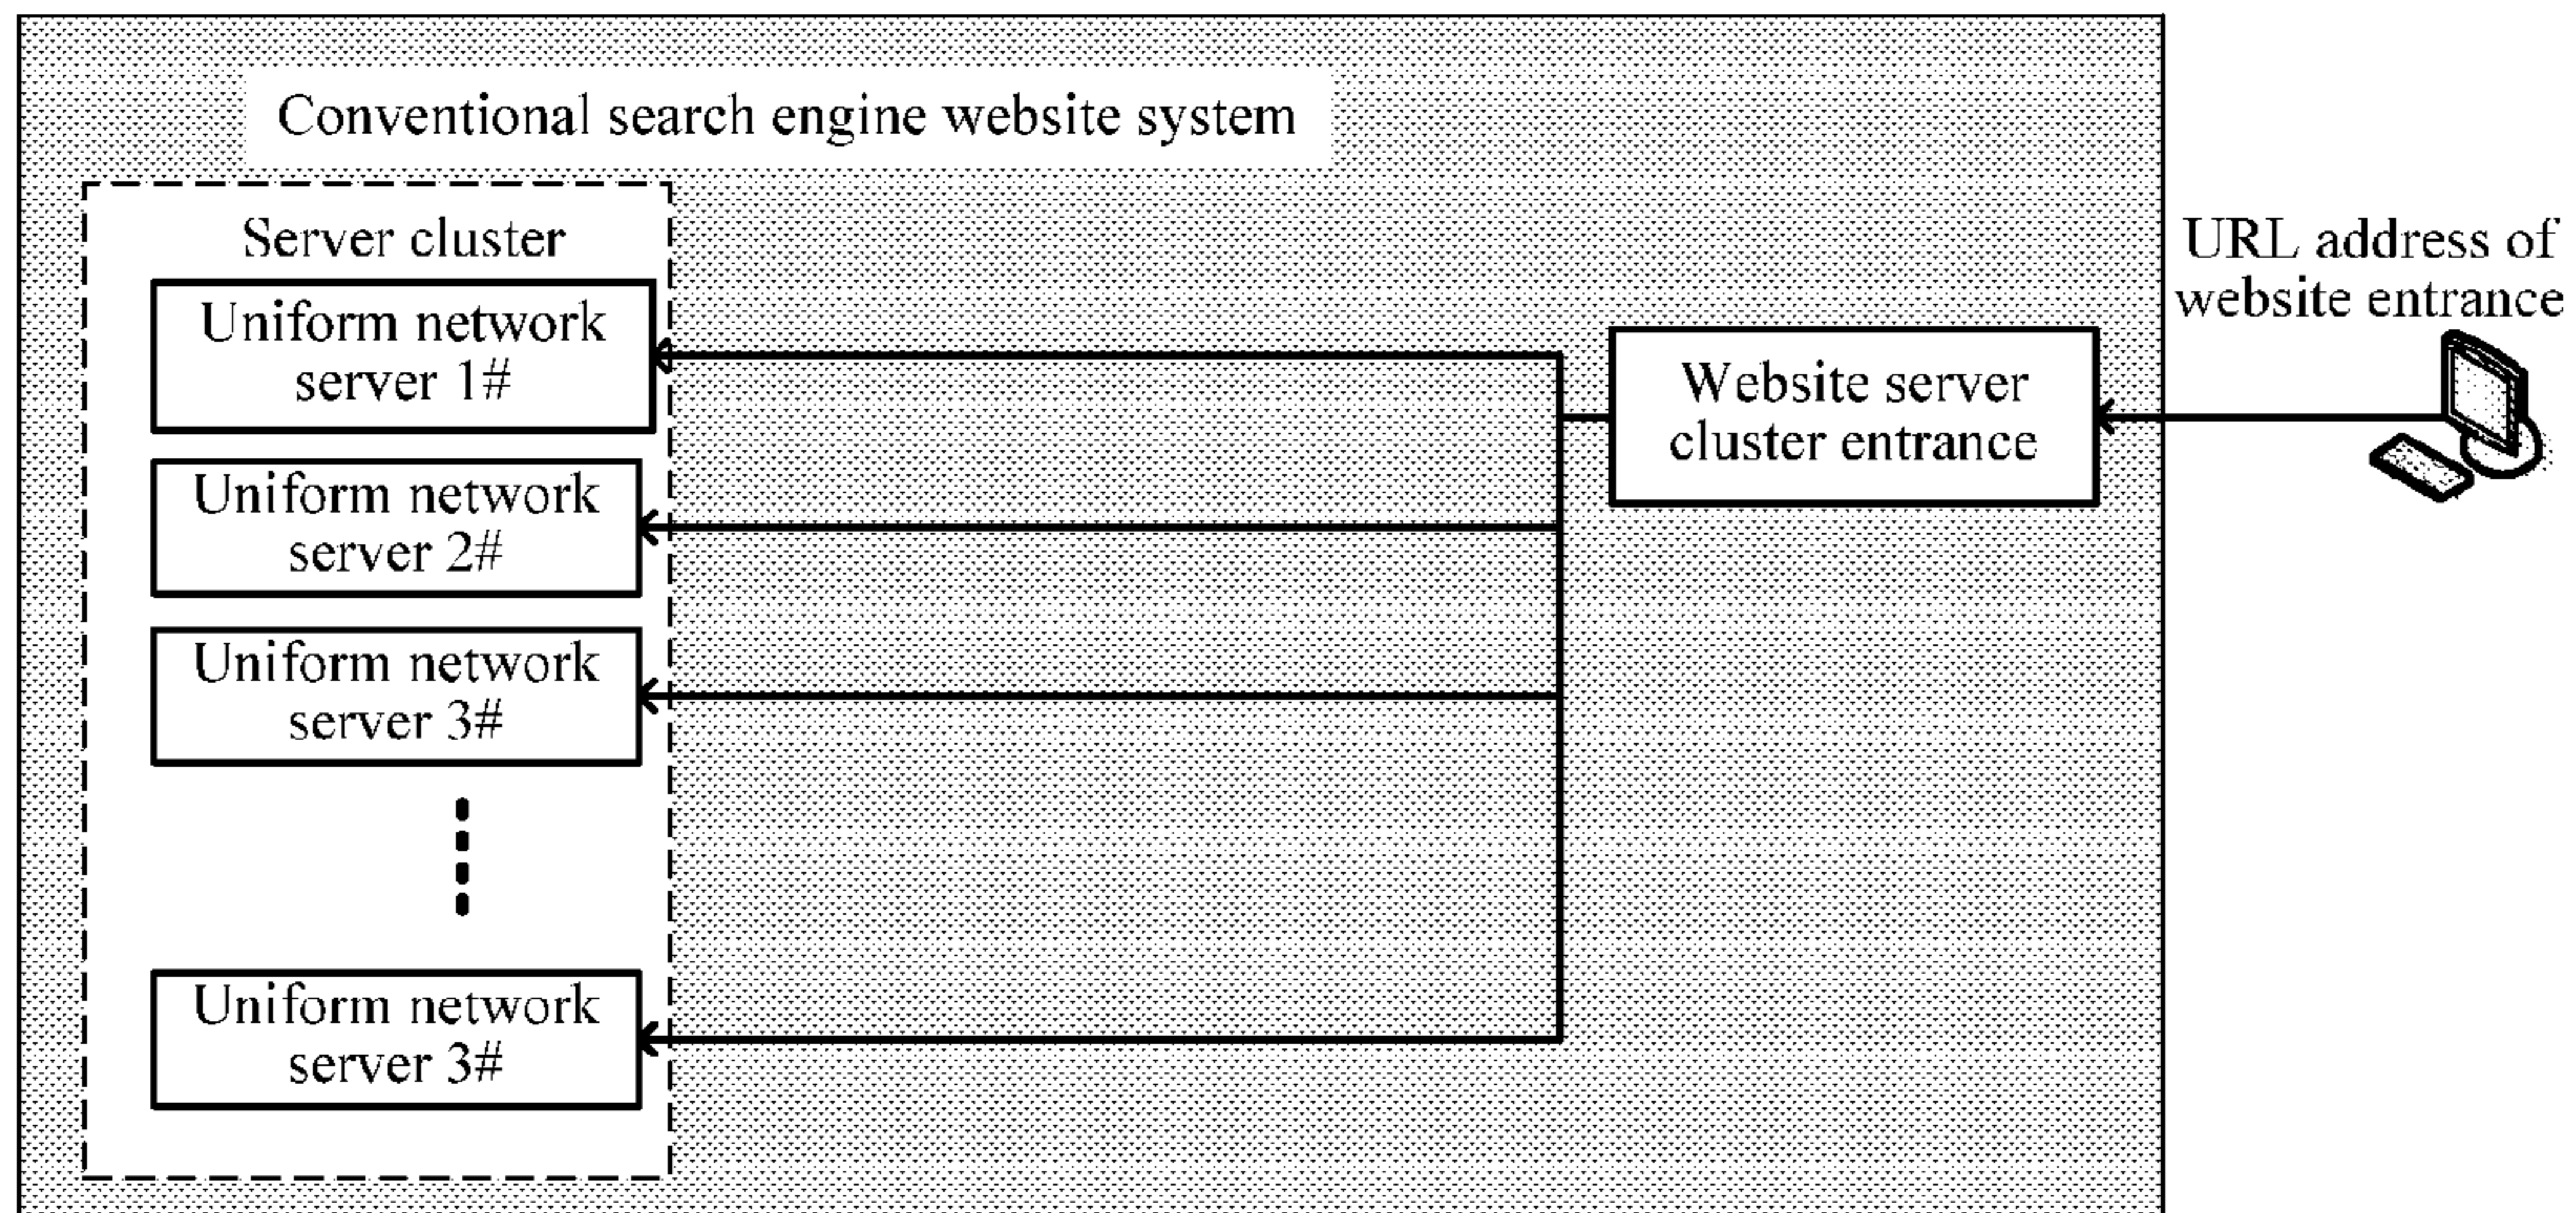 Conventional search engine website system
Server cluster
Uniform network
server 1#
Uniform network
server 2#
Uniform network
server 3#
Uniform network
server 3#
Website server
cluster entrance
URL address of
website entrance